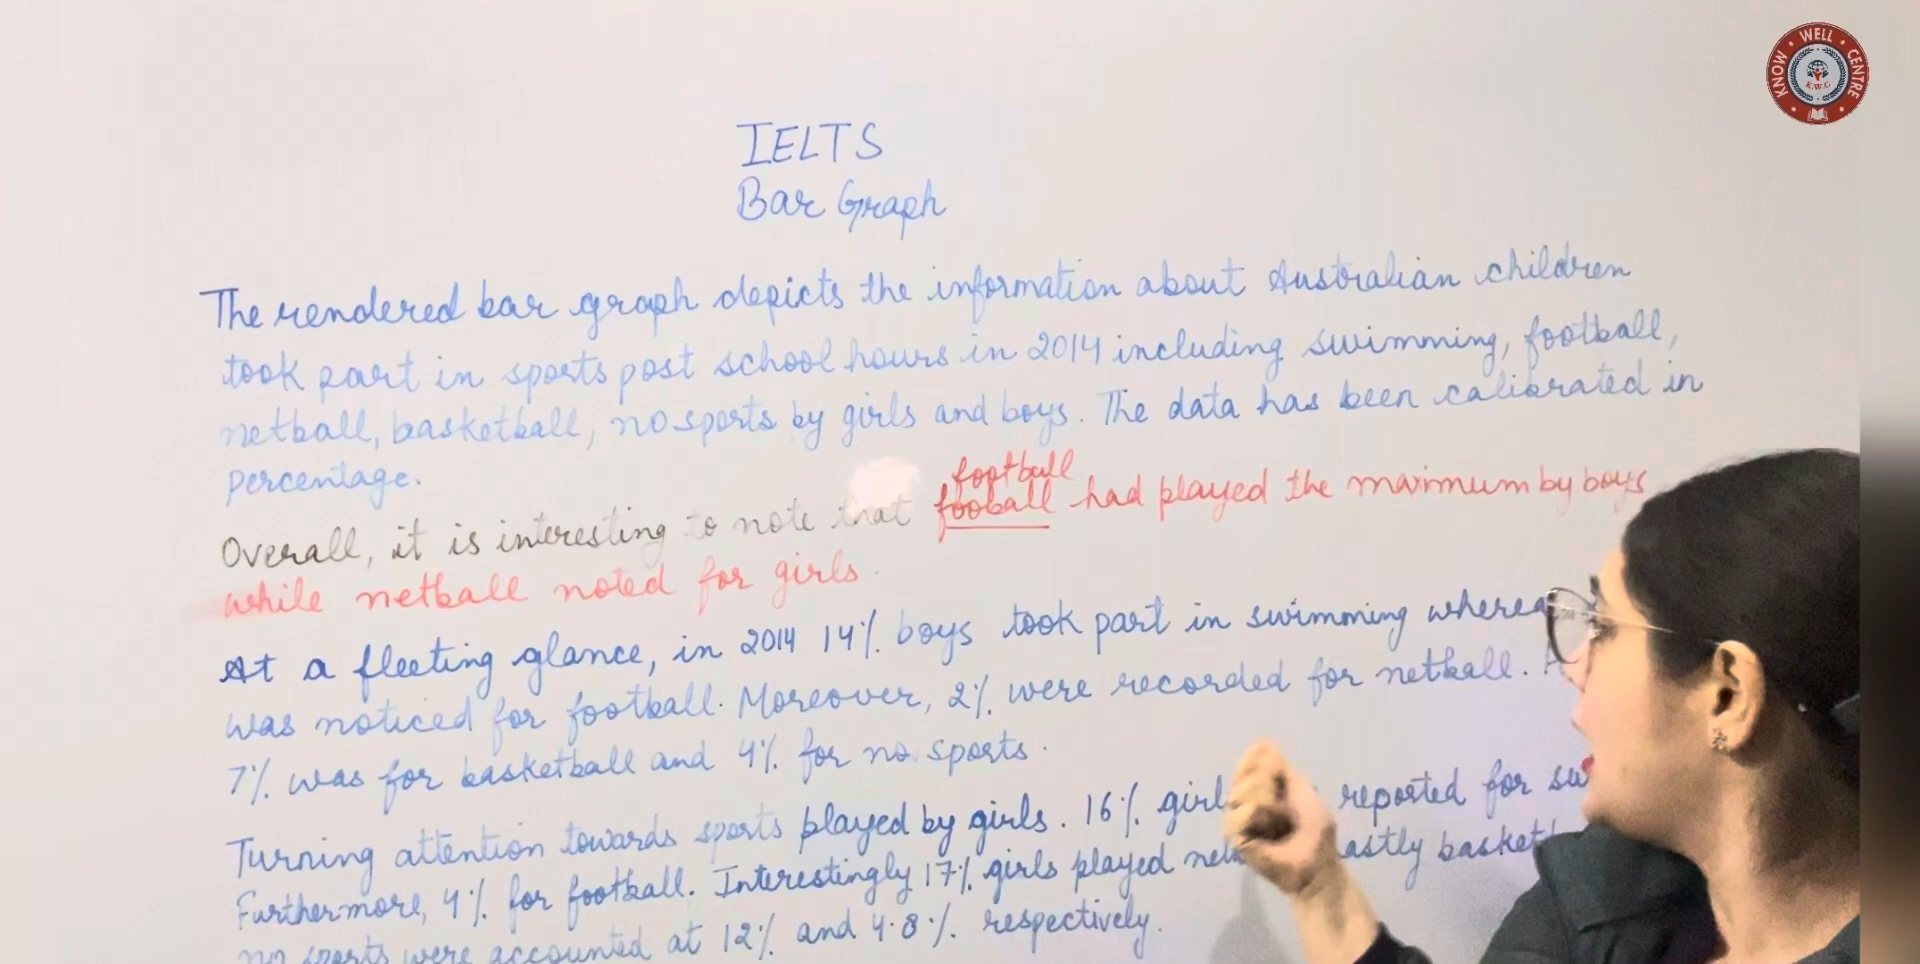 KNOW WELL CENTRE
K.W.C
IELTS
Bar Graph
The rendered bar graph depicts the information about Australian children
took part in sports post school hours in 2014 including swimming, football,
netball, basketball, no sports by girls and boys. The data has been calibrated in
percentage.
football
Overall, it is interesting to note that fooball had played the maximum by boys
while netball noted for girls.
At a fleeting glance, in 2014 14% boys took part in swimming
was noticed for football. Moreover, 2% were recorded for netball.
7% was for basketball and 4% for no sports.
Turning attention towards sports played by girls. 16% reported for
Furthermore, 4% for football. Interestingly 17% girls played
no sports were accounted at 12% and 4.8% respectively.